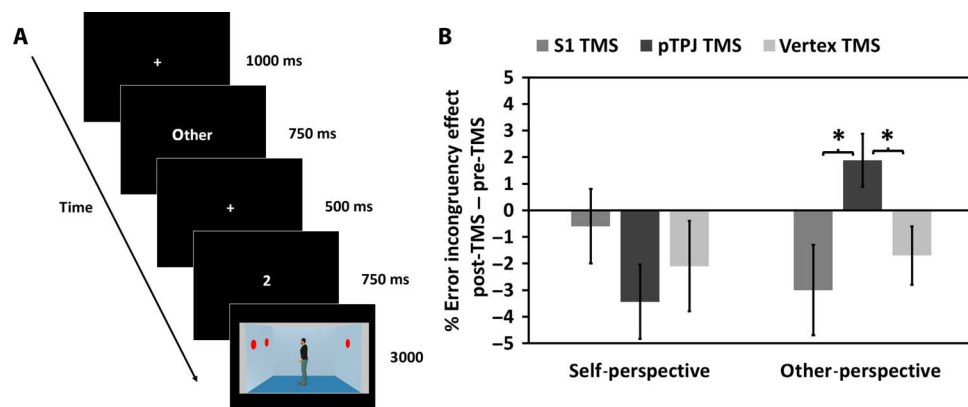 A
+
1000 ms
Other
750 ms
+
500 ms
Time
2
750 ms
3000
B
S1 TMS pTPJ TMS Vertex TMS
% Error incongruency effect
post-TMS – pre-TMS
5
4
3
2
1
0
–1
–2
–3
–4
–5
* *
Self-perspective Other-perspective